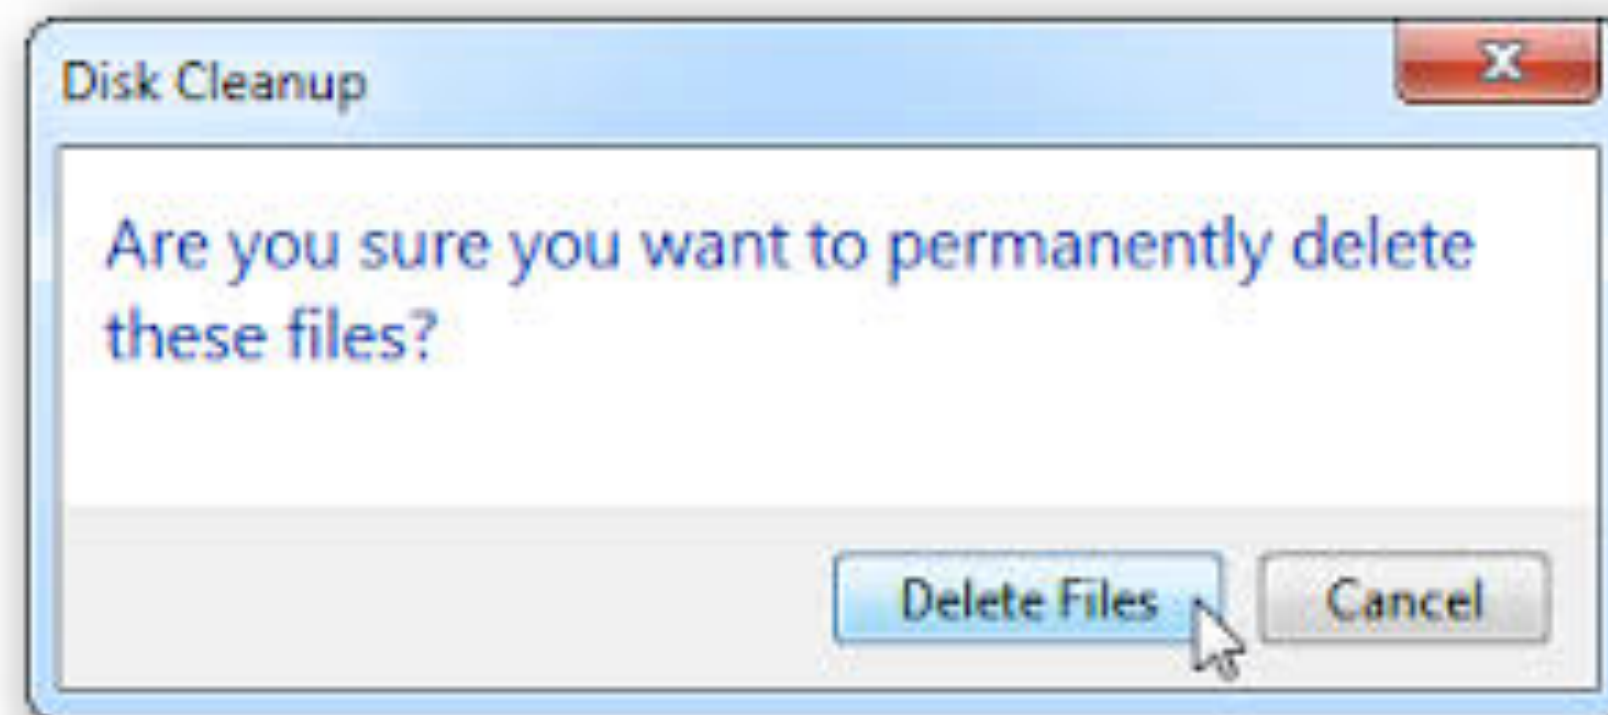 Disk Cleanup
Are you sure you want to permanently delete
these files?
Delete Files Cancel